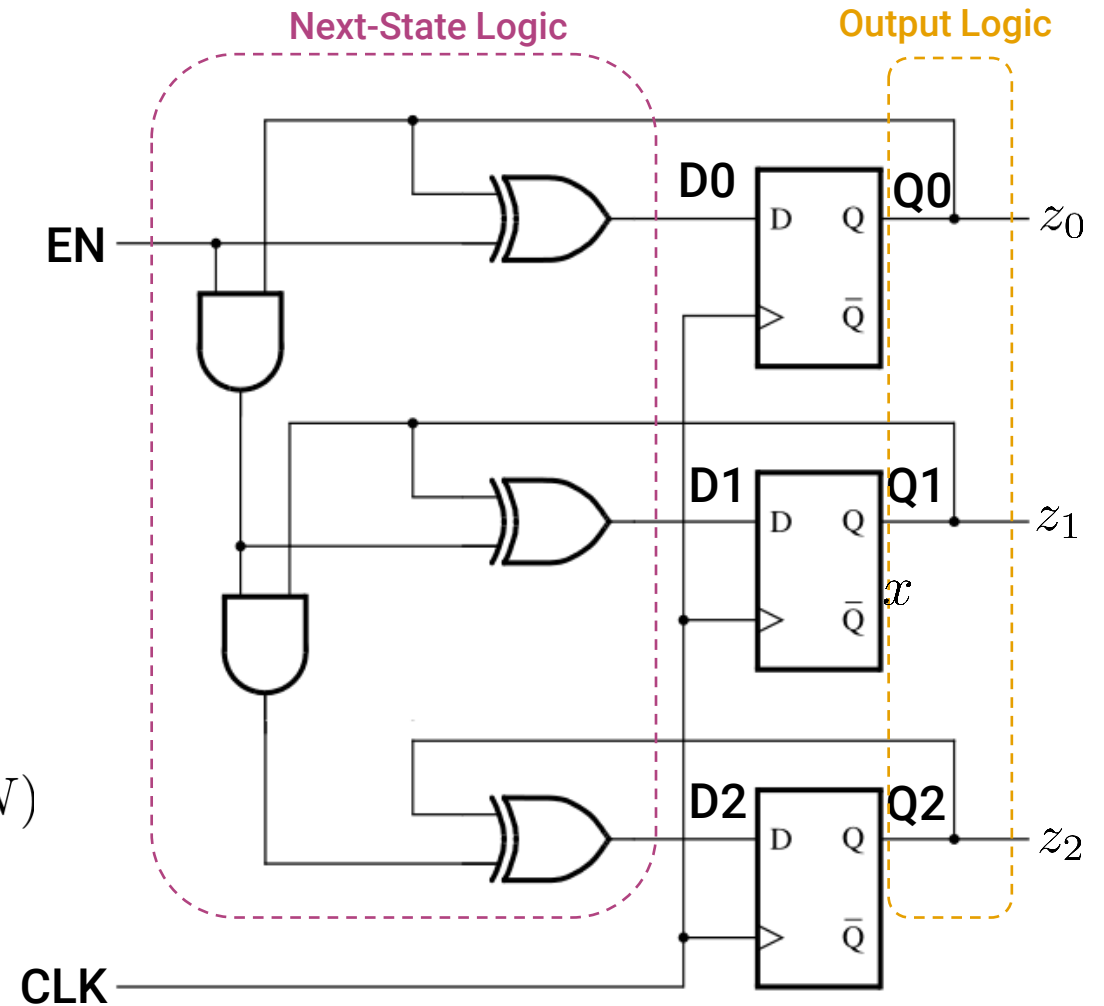 Next-State Logic
Output Logic
D0
Q0
D Q
z₀
EN
Q̄
D1
Q1
D Q
z₁
x
Q̄
D2
Q2
D Q
z₂
)
Q̄
CLK